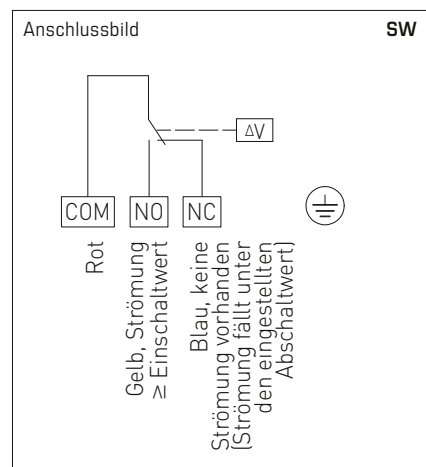 Anschlussbild
SW
ΔV
COM
NO
NC
Rot
Gelb, Strömung
≥ Einschaltwert
Blau, keine
Strömung vorhanden
(Strömung fällt unter
den eingestellten
Abschaltwert)